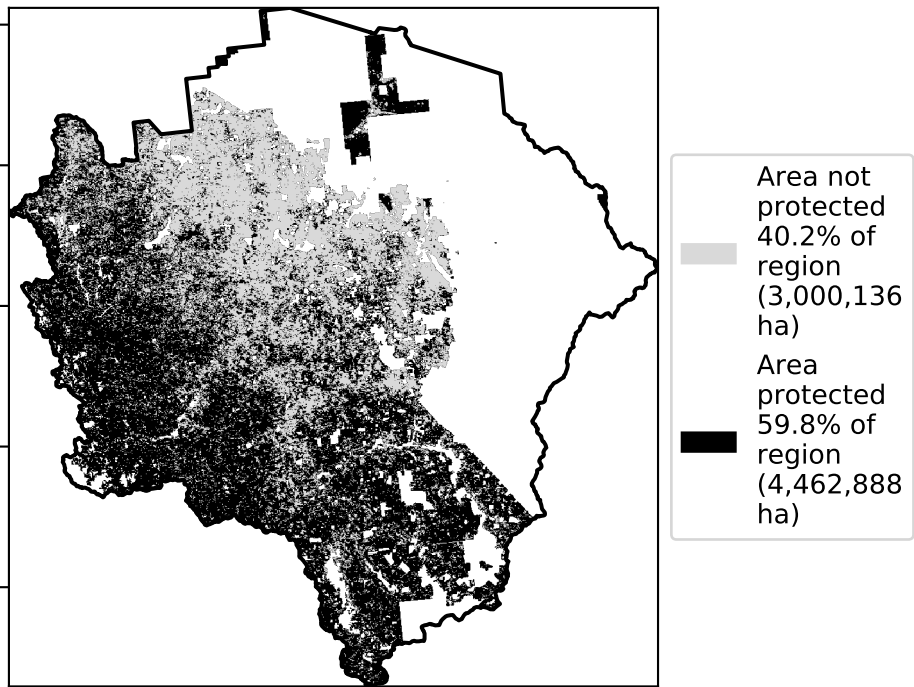 Area not
protected
40.2% of
region
(3,000,136
ha)
Area
protected
59.8% of
region
(4,462,888
ha)